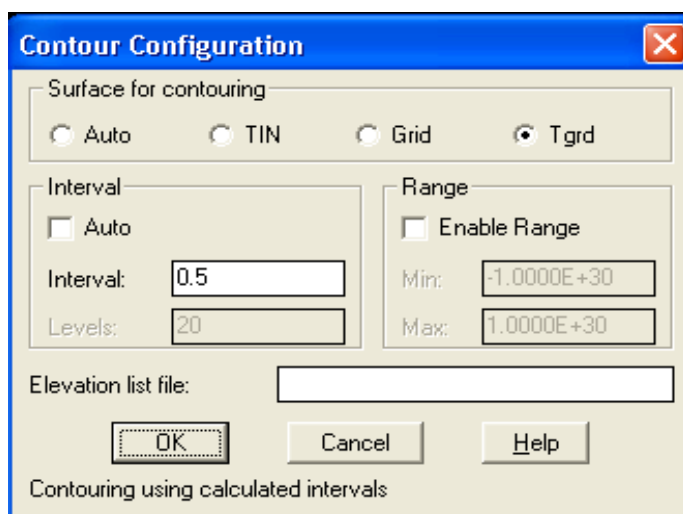 Contour Configuration
Surface for contouring
Auto TIN Grid Tgrd
Interval
Auto
Interval: 0.5
Levels: 20
Range
Enable Range
Min: -1.0000E+30
Max: 1.0000E+30
Elevation list file:
OK Cancel Help
Contouring using calculated intervals